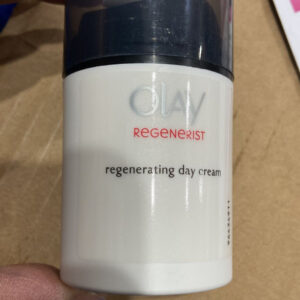 OLAY
REGENERIST
regenerating day cream